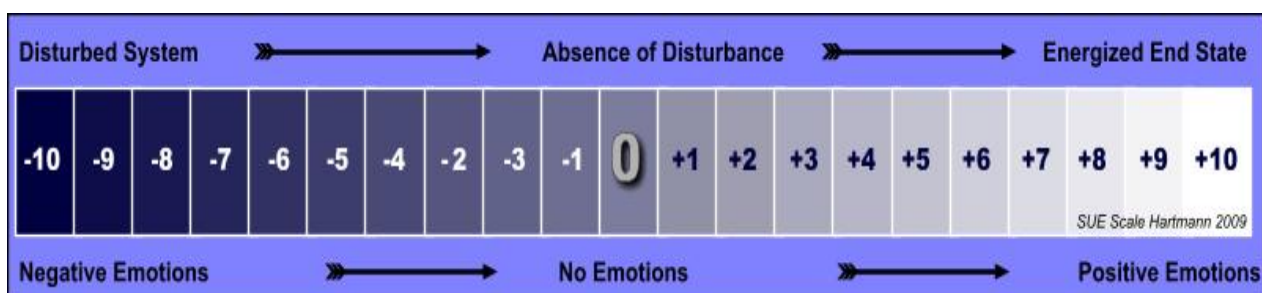 Disturbed System Absence of Disturbance Energized End State
-10 -9 -8 -7 -6 -5 -4 -2 -3 -1 0 +1 +2 +3 +4 +5 +6 +7 +8 +9 +10
SUE Scale Hartmann 2009
Negative Emotions No Emotions Positive Emotions